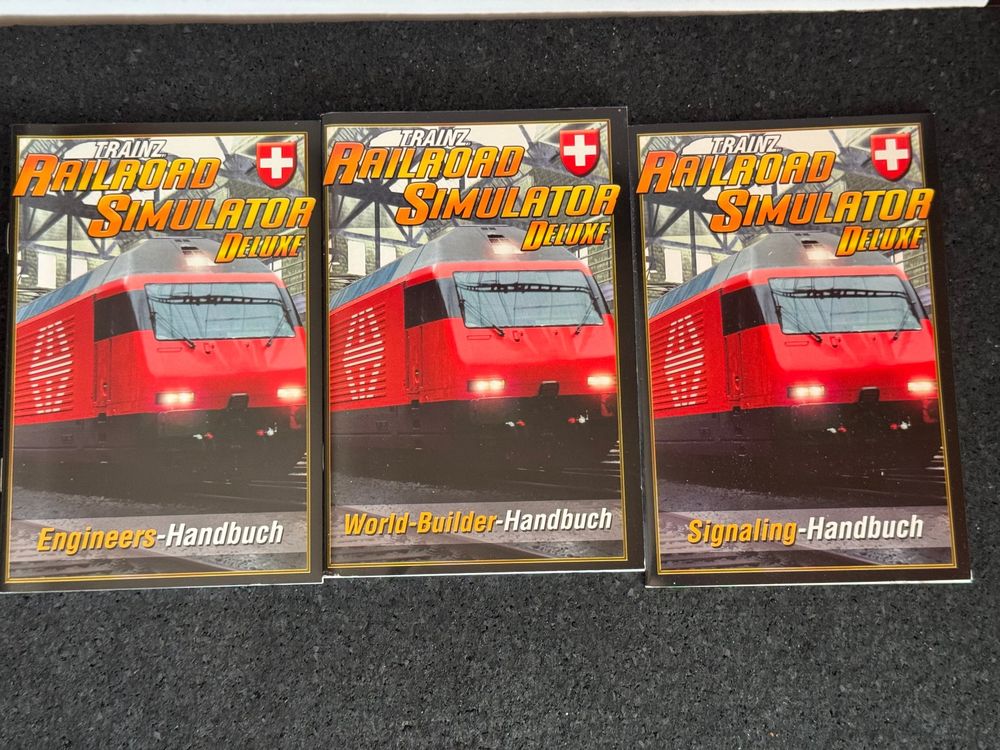 TRAINZ
RAILROAD
SIMULATOR
DELUXE
Engineers-Handbuch
TRAINZ
RAILROAD
SIMULATOR
DELUXE
World-Builder-Handbuch
TRAINZ
RAILROAD
SIMULATOR
DELUXE
Signaling-Handbuch